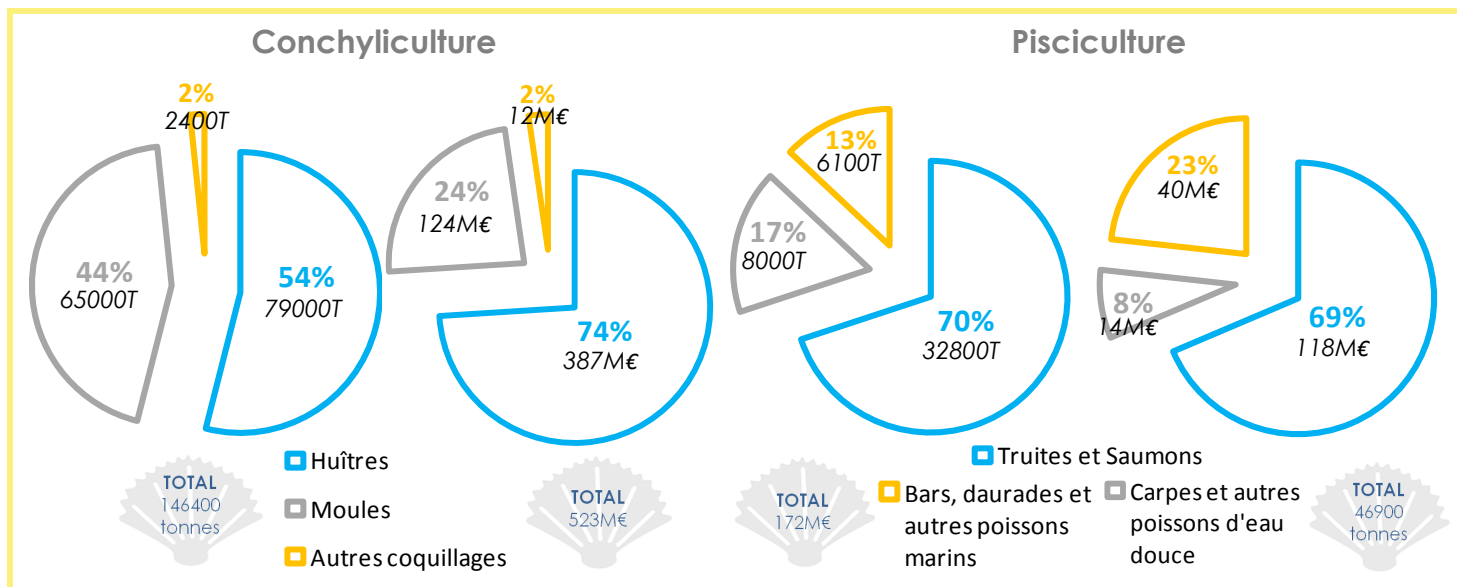 Conchyliculture
2%
2400T
44%
65000T
54%
79000T
2%
12M€
24%
124M€
74%
387M€
Huîtres
Moules
Autres coquillages
TOTAL
146400
tonnes
TOTAL
523M€
Pisciculture
13%
6100T
17%
8000T
70%
32800T
23%
40M€
8%
14M€
69%
118M€
Truites et Saumons
Bars, daurades et
autres poissons
marins
Carpes et autres
poissons d'eau
douce
TOTAL
172M€
TOTAL
46900
tonnes